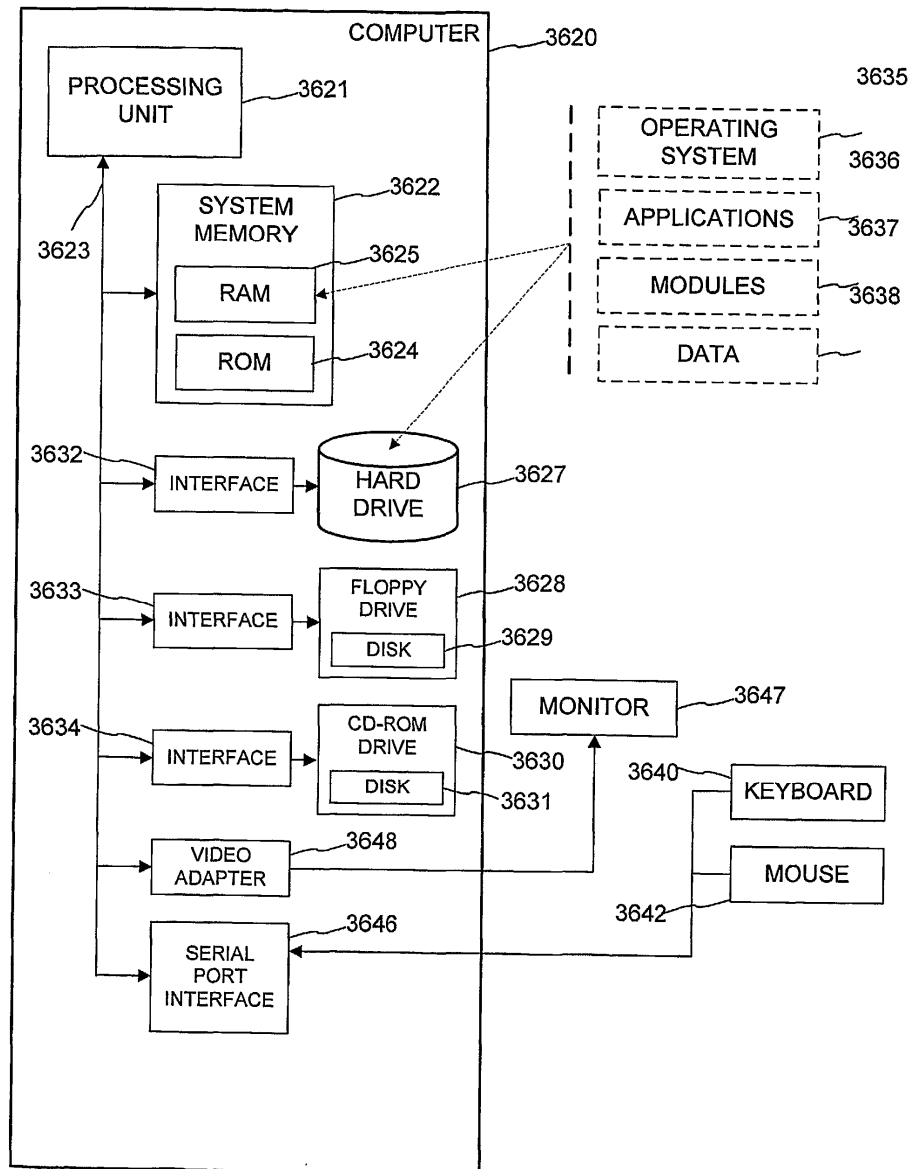 COMPUTER
3620
PROCESSING
UNIT
3621
3635
OPERATING
SYSTEM
3636
APPLICATIONS
3637
MODULES
3638
DATA
3623
3622
SYSTEM
MEMORY
3625
RAM
3624
ROM
3632
INTERFACE
HARD
DRIVE
3627
3633
INTERFACE
FLOPPY
DRIVE
3628
DISK
3629
3634
INTERFACE
CD-ROM
DRIVE
3630
DISK
3631
MONITOR
3647
3640
KEYBOARD
MOUSE
3642
VIDEO
ADAPTER
3648
3646
SERIAL
PORT
INTERFACE